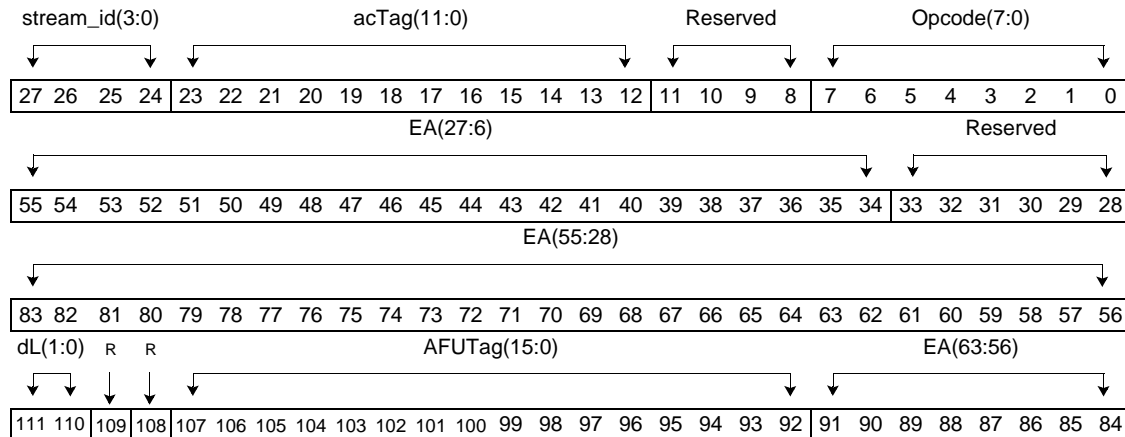 stream_id(3:0) acTag(11:0) Reserved Opcode(7:0)
27 26 25 24 23 22 21 20 19 18 17 16 15 14 13 12 11 10 9 8 7 6 5 4 3 2 1 0
EA(27:6) Reserved
55 54 53 52 51 50 49 48 47 46 45 44 43 42 41 40 39 38 37 36 35 34 33 32 31 30 29 28
EA(55:28)
83 82 81 80 79 78 77 76 75 74 73 72 71 70 69 68 67 66 65 64 63 62 61 60 59 58 57 56
dL(1:0) R R AFUTag(15:0) EA(63:56)
111 110 109 108 107 106 105 104 103 102 101 100 99 98 97 96 95 94 93 92 91 90 89 88 87 86 85 84